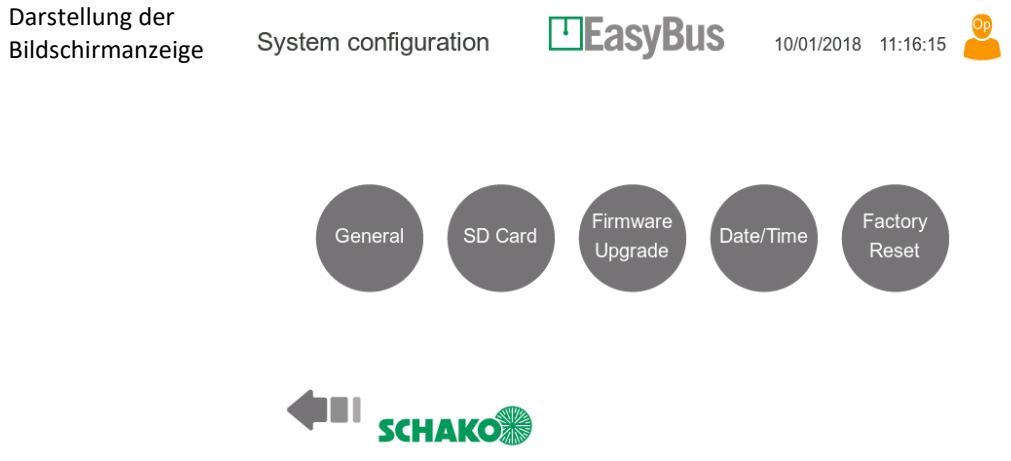 Darstellung der
Bildschirmanzeige
System configuration
EasyBus
10/01/2018 11:16:15
Op
General
SD Card
Firmware
Upgrade
Date/Time
Factory
Reset
SCHAKO